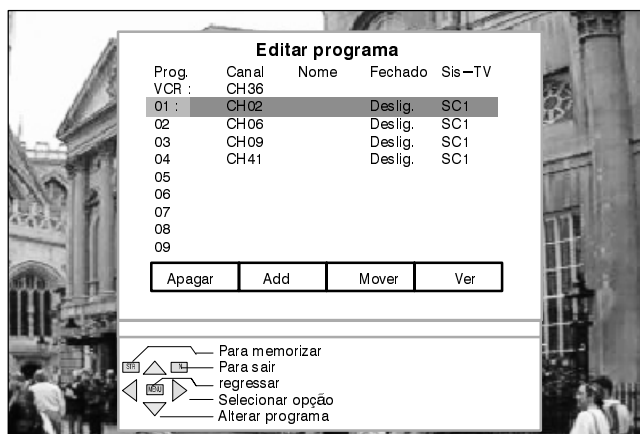 Editar programa
Prog. Canal Nome Fechado Sis-TV
VCR : CH36
01 : CH02 Deslig. SC1
02 CH06 Deslig. SC1
03 CH09 Deslig. SC1
04 CH41 Deslig. SC1
05
06
07
08
09
Apagar Add Mover Ver
Para memorizar
STR N Para sair
MENU regressar
Selecionar opção
Alterar programa